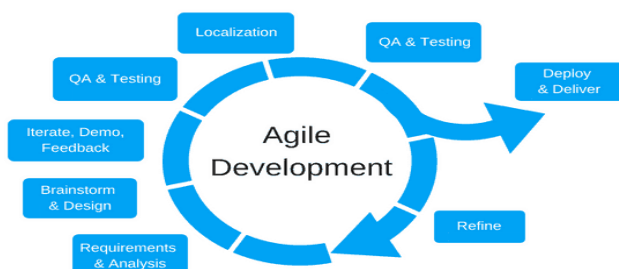 Localization
QA & Testing
QA & Testing
Deploy
& Deliver
Iterate, Demo,
Feedback
Agile
Development
Brainstorm
& Design
Refine
Requirements
& Analysis